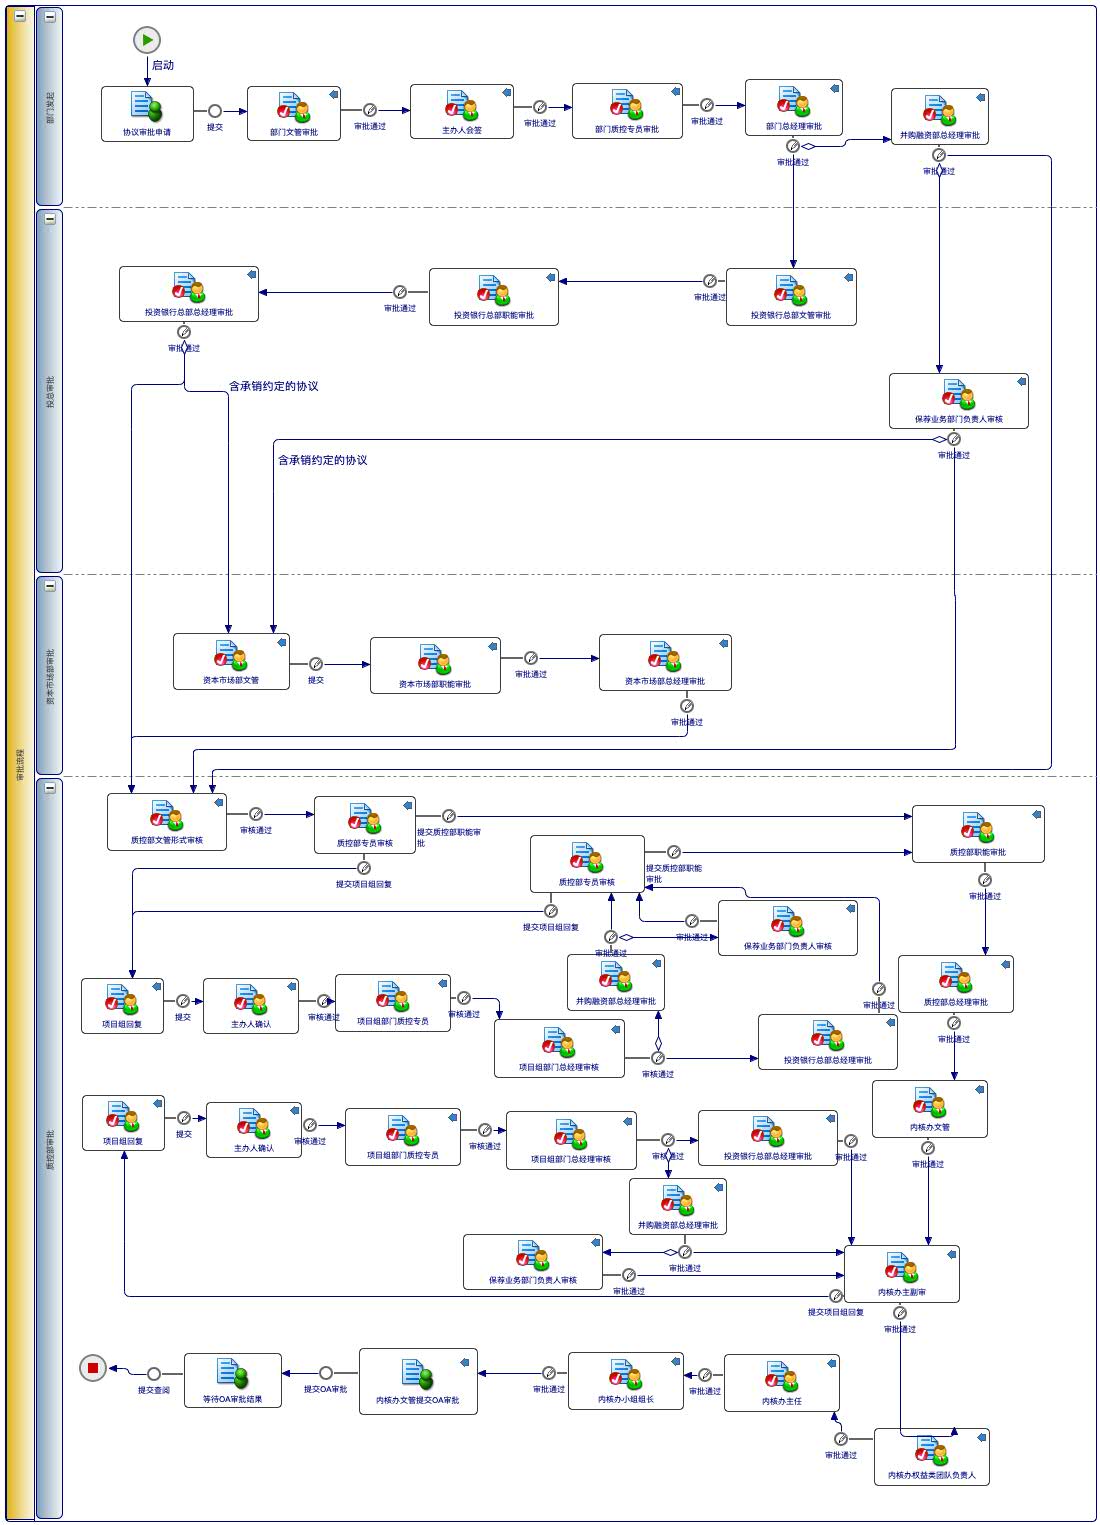 启动
协议审批申请
提交
部门文管审批
审批通过
主办人会签
审批通过
部门质控专员审批
审批通过
部门总经理审批
审批通过
并购融资部总经理审批
审批通过
部门发起
投资银行总部总经理审批
审批通过
审批通过
投资银行总部职能审批
审批通过
投资银行总部文管审批
含承销约定的协议
保荐业务部门负责人审核
审批通过
含承销约定的协议
投总审批
资本市场部文管
提交
资本市场部职能审批
审批通过
资本市场部总经理审批
审批通过
资本市场部审批
审批流程
质控部文管形式审核
审核通过
质控部专员审核
提交质控部职能审
批
提交项目组回复
质控部专员审核
提交质控部职能
审批
提交项目组回复
质控部职能审批
审批通过
审批通过
审批通过
保荐业务部门负责人审核
并购融资部总经理审批
审批通过
质控部总经理审批
审批通过
项目组回复
提交
主办人确认
审核通过
项目组部门质控专员
审核通过
项目组部门总经理审核
审核通过
投资银行总部总经理审批
内核办文管
审批通过
项目组回复
提交
主办人确认
审核通过
项目组部门质控专员
审核通过
项目组部门总经理审核
审核通过
投资银行总部总经理审批
审批通过
质控部审批
并购融资部总经理审批
审批通过
保荐业务部门负责人审核
审批通过
内核办主副审
提交项目组回复
审批通过
提交查阅
等待OA审批结果
提交OA审批
内核办文管提交OA审批
审批通过
内核办小组组长
审批通过
内核办主任
审批通过
内核办权益类团队负责人